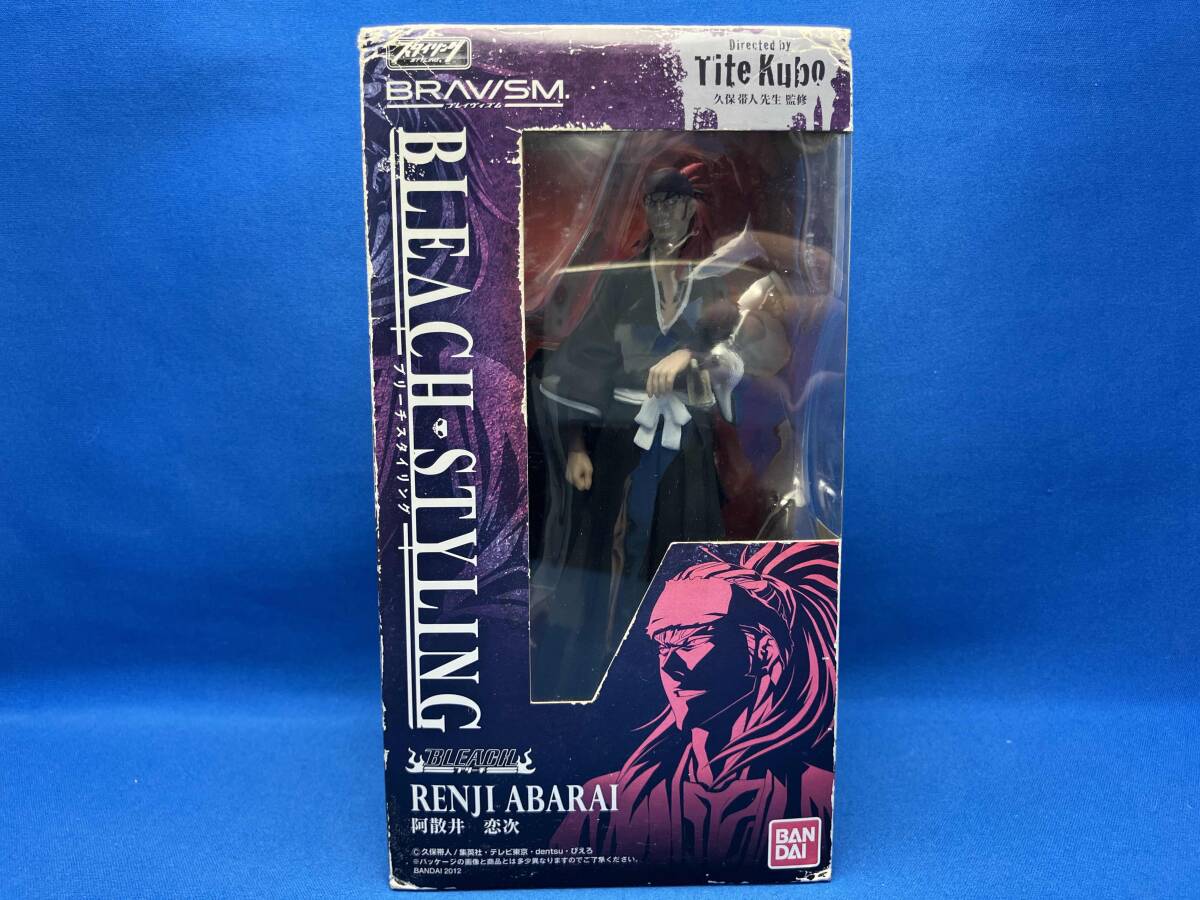 スタイリング
BRAVISM.
ブレイヴィズム
Directed by
Tite Kubo
久保帯人先生 監修
BLEACH・STYLING
ブリーチスタイリング
BLEACH
ブリーチ
RENJI ABARAI
阿散井 恋次
©久保帯人/集英社・テレビ東京・dentsu・ぴえろ
※パッケージの画像と商品とは多少異なりますのでご了承ください。
BANDAI 2012
BAN
DAI